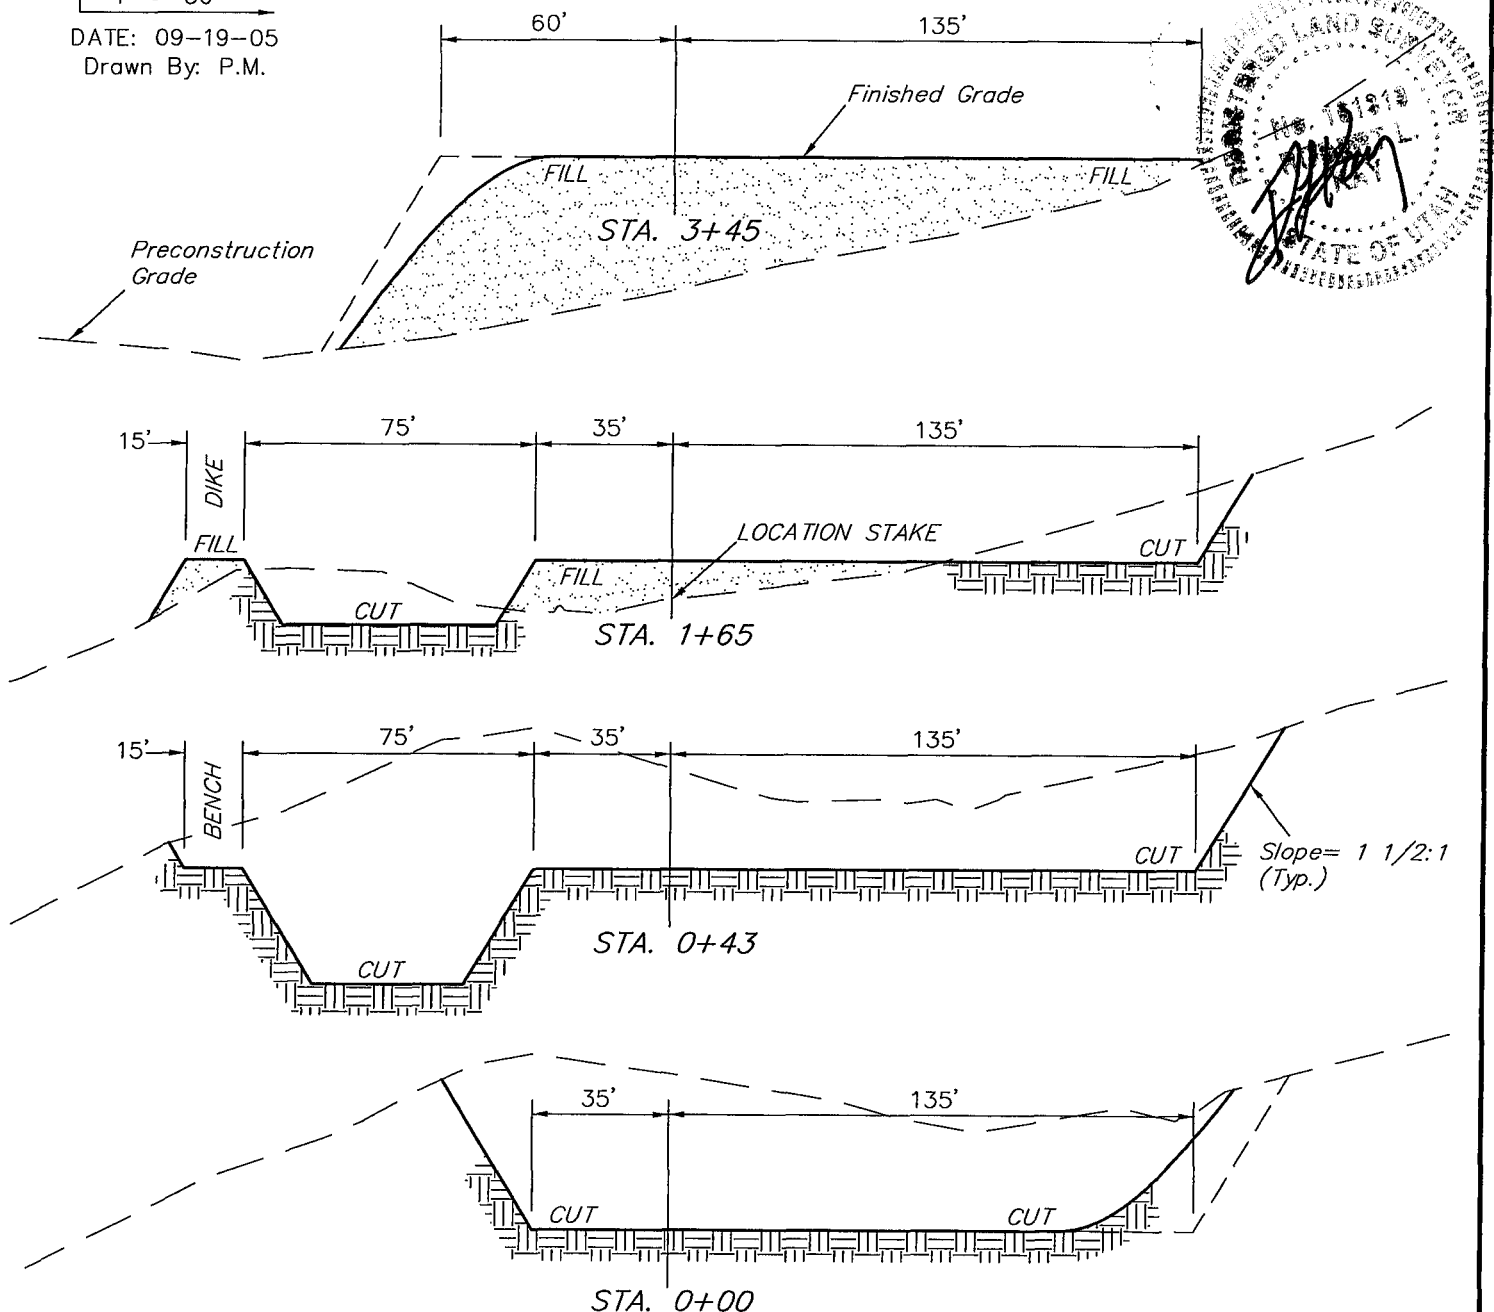 DATE: 09-19-05
Drawn By: P.M.
60'
135'
Finished Grade
FILL
FILL
STA. 3+45
Preconstruction
Grade
REGISTERED LAND SURVEYOR
STATE OF UTAH
15'
75'
35'
135'
DIKE
FILL
LOCATION STAKE
CUT
FILL
CUT
STA. 1+65
15'
75'
35'
135'
BENCH
CUT
Slope= 1 1/2:1
(Typ.)
STA. 0+43
CUT
35'
135'
CUT
CUT
STA. 0+00